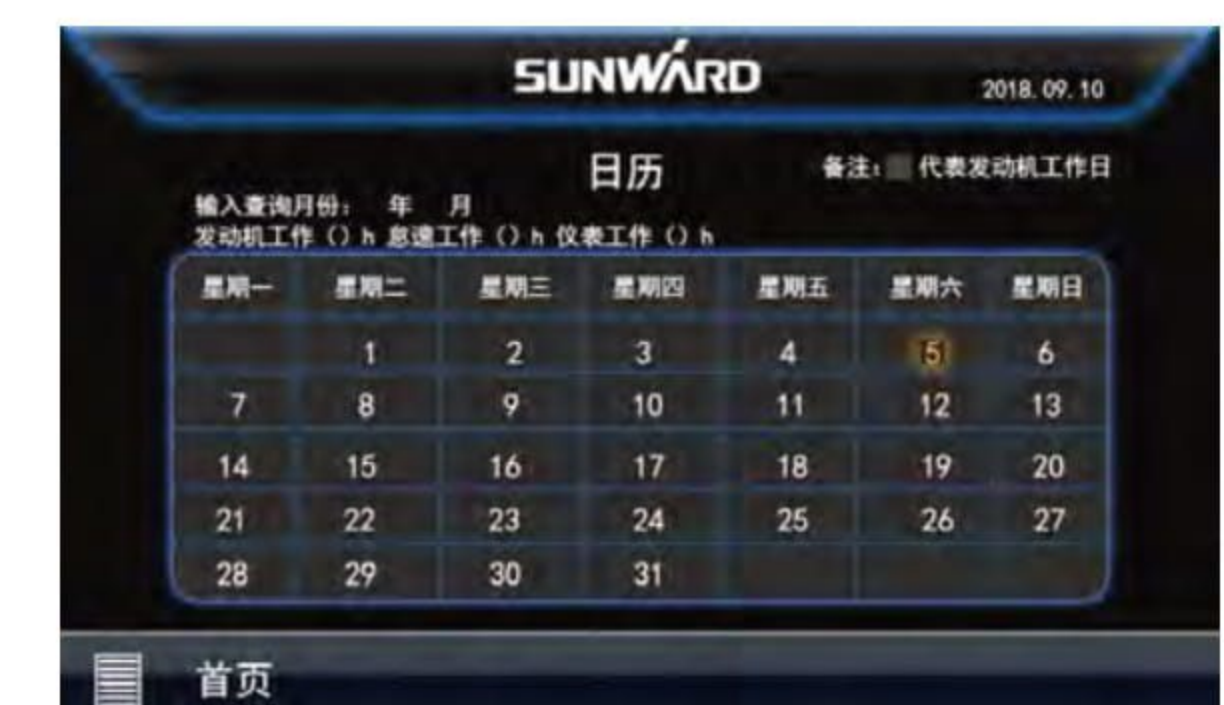 SUNWARD
2018.09.10
日历
备注： 代表发动机工作日
输入查询月份： 年 月
发动机工作（）h 怠速工作（）h 仪表工作（）h
星期一 星期二 星期三 星期四 星期五 星期六 星期日
1 2 3 4 5 6
7 8 9 10 11 12 13
14 15 16 17 18 19 20
21 22 23 24 25 26 27
28 29 30 31
首页